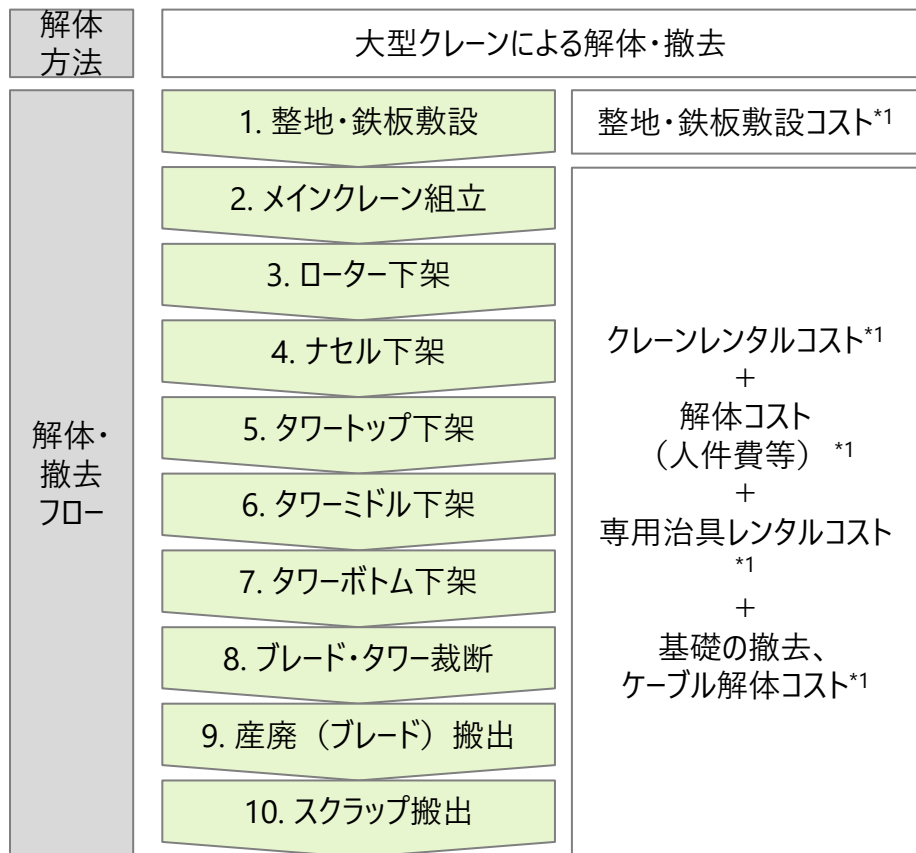 解体
方法
大型クレーンによる解体・撤去
解体・
撤去
フロー
1. 整地・鉄板敷設
整地・鉄板敷設コスト*1
2. メインクレーン組立
3. ローター下架
4. ナセル下架
5. タワートップ下架
6. タワーミドル下架
7. タワーボトム下架
8. ブレード・タワー裁断
9. 産廃（ブレード）搬出
10. スクラップ搬出
クレーンレンタルコスト*1
+
解体コスト
（人件費等） *1
+
専用治具レンタルコスト
*1
+
基礎の撤去、
ケーブル解体コスト*1